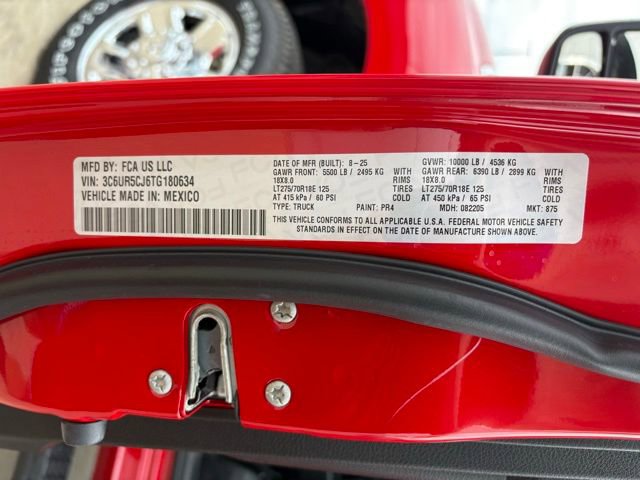 MFD BY: FCA US LLC
VIN: 3C6UR5CJ6TG180634
VEHICLE MADE IN: MEXICO
DATE OF MFR (BUILT): 8-25 GVWR: 10000 LB / 4536 KG
GAWR FRONT: 5500 LB / 2495 KG WITH GAWR REAR: 6390 LB / 2899 KG WITH
18X8.0 RIMS 18X8.0 RIMS
LT275/70R18E 125 TIRES LT275/70R18E 125 TIRES
AT 415 kPa / 60 PSI COLD AT 450 kPa / 65 PSI COLD
TYPE: TRUCK PAINT: PR4 MDH: 082205 MKT: 875
THIS VEHICLE CONFORMS TO ALL APPLICABLE U.S.A. FEDERAL MOTOR VEHICLE SAFETY
STANDARDS IN EFFECT ON THE DATE OF MANUFACTURE SHOWN ABOVE.